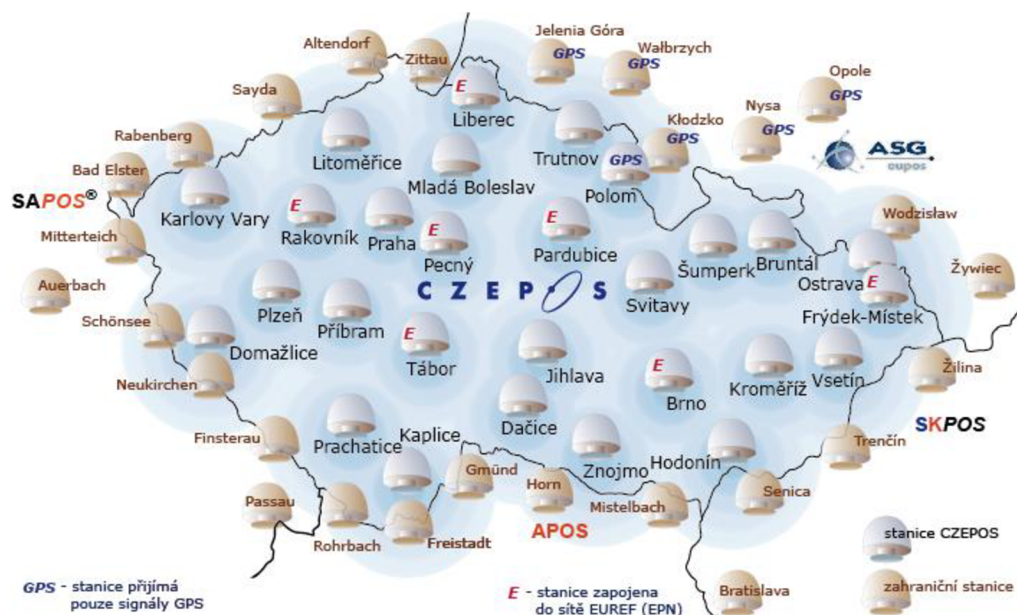 Altendorf
Zittau
Jelenia Góra
GPS
Wałbrzych
GPS
Opole
GPS
Sayda
E
Liberec
Nysa
GPS
Kłodzko
GPS
Rabenberg
Litoměřice
Trutnov
GPS
Polom
ASG
eupos
Bad Elster
Mladá Boleslav
SAPOS®
Karlovy Vary
E
Rakovník
Praha
E
Pecný
E
Pardubice
Wodzisław
Mitterteich
Šumperk
Bruntál
Ostrava
Żywiec
Auerbach
CZEPOS
Svitavy
E
Frýdek-Místek
Plzeň
Příbram
Schönsee
Domažlice
E
Tábor
Jihlava
E
Brno
Kroměříž
Vsetín
Žilina
Neukirchen
Dačice
SKPOS
Finsterau
Prachatice
Kaplice
Trenčín
Gmünd
Znojmo
Hodonín
Passau
Horn
Mistelbach
Senica
Rohrbach
Freistadt
APOS
stanice CZEPOS
GPS - stanice přijímá
pouze signály GPS
E - stanice zapojena
do sítě EUREF (EPN)
Bratislava
zahraniční stanice